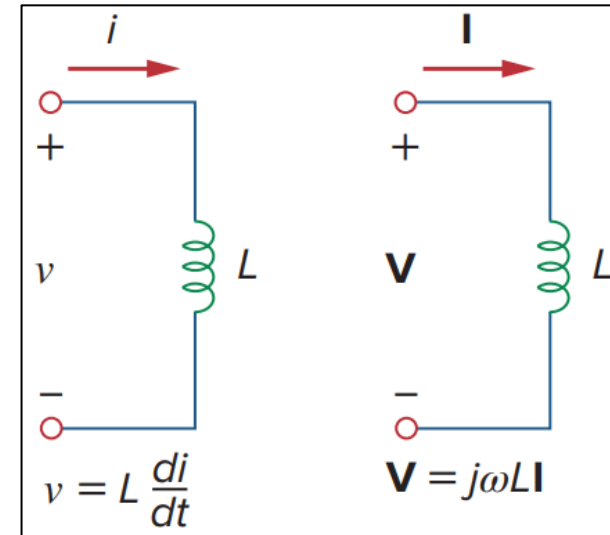 i
I
+
+
v
L
V
L
−
−
v = L di/dt
V = jωLI